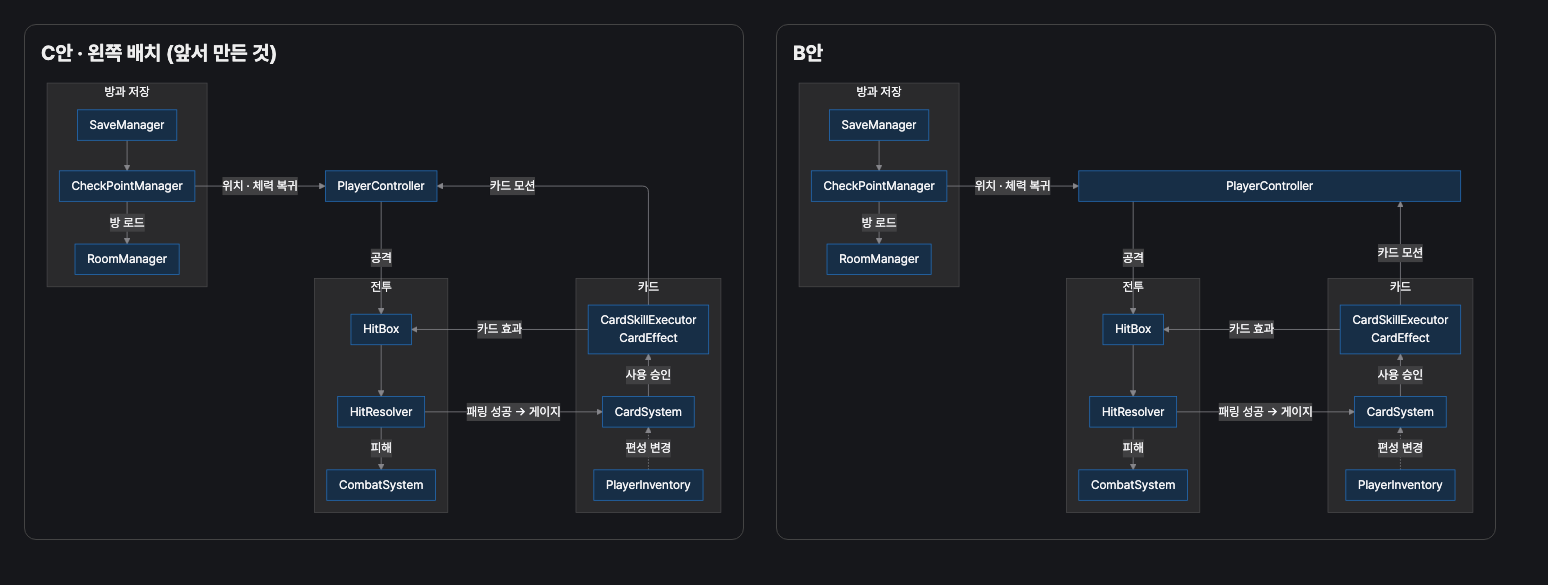 C안 · 왼쪽 배치 (앞서 만든 것)
방과 저장
SaveManager
CheckPointManager
위치 · 체력 복귀
PlayerController
카드 모션
방 로드
RoomManager
공격
전투
카드
HitBox
카드 효과
CardSkillExecutor
CardEffect
사용 승인
HitResolver
패링 성공 → 게이지
CardSystem
피해
편성 변경
CombatSystem
PlayerInventory
B안
방과 저장
SaveManager
CheckPointManager
위치 · 체력 복귀
PlayerController
방 로드
RoomManager
공격
카드 모션
전투
카드
HitBox
카드 효과
CardSkillExecutor
CardEffect
사용 승인
HitResolver
패링 성공 → 게이지
CardSystem
피해
편성 변경
CombatSystem
PlayerInventory